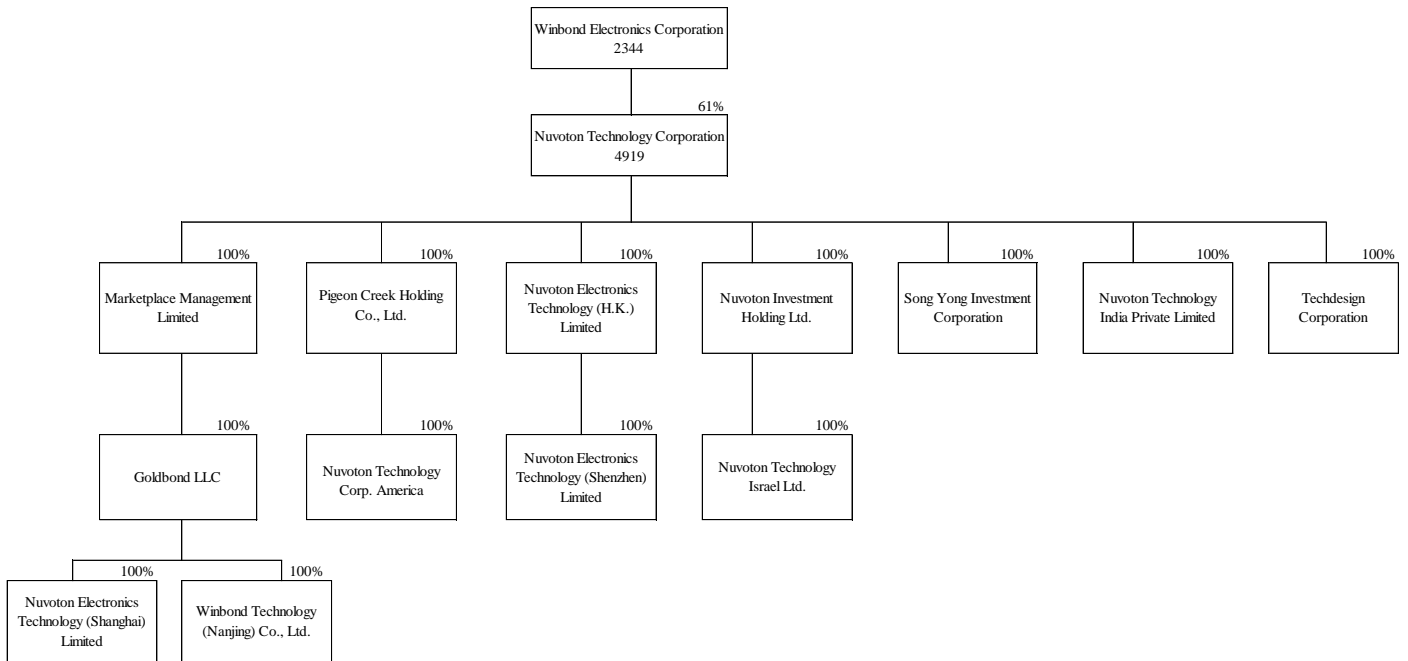 Winbond Electronics Corporation
2344
61%
Nuvoton Technology Corporation
4919
100%
Marketplace Management
Limited
100%
Pigeon Creek Holding
Co., Ltd.
100%
Nuvoton Electronics
Technology (H.K.)
Limited
100%
Nuvoton Investment
Holding Ltd.
100%
Song Yong Investment
Corporation
100%
Nuvoton Technology
India Private Limited
100%
Techdesign
Corporation
100%
Goldbond LLC
100%
Nuvoton Technology
Corp. America
100%
Nuvoton Electronics
Technology (Shenzhen)
Limited
100%
Nuvoton Technology
Israel Ltd.
100%
Nuvoton Electronics
Technology (Shanghai)
Limited
100%
Winbond Technology
(Nanjing) Co., Ltd.